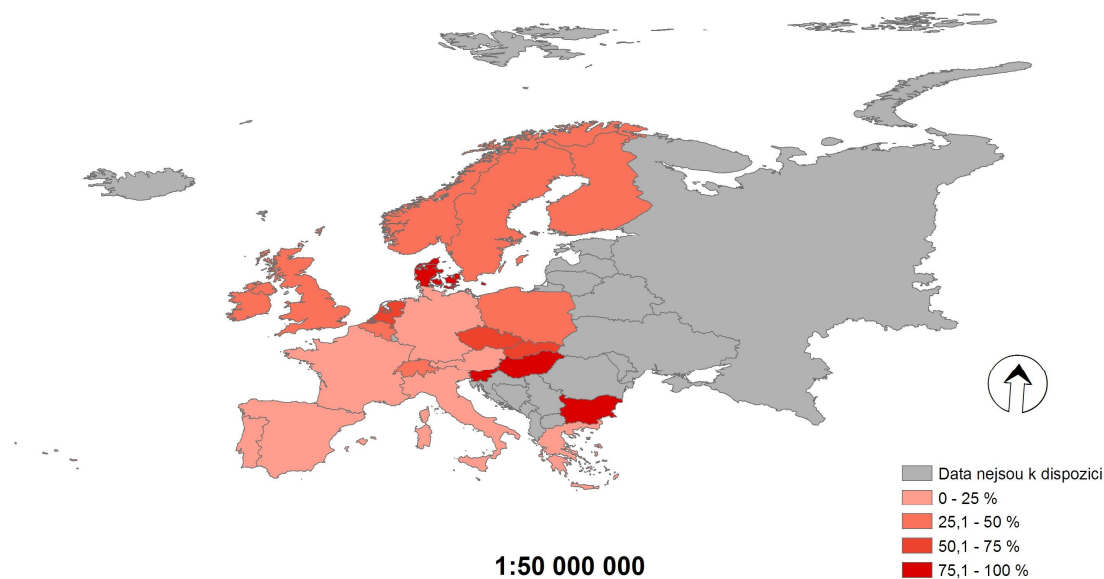 Data nejsou k dispozici
0 - 25 %
25,1 - 50 %
50,1 - 75 %
75,1 - 100 %
1:50 000 000